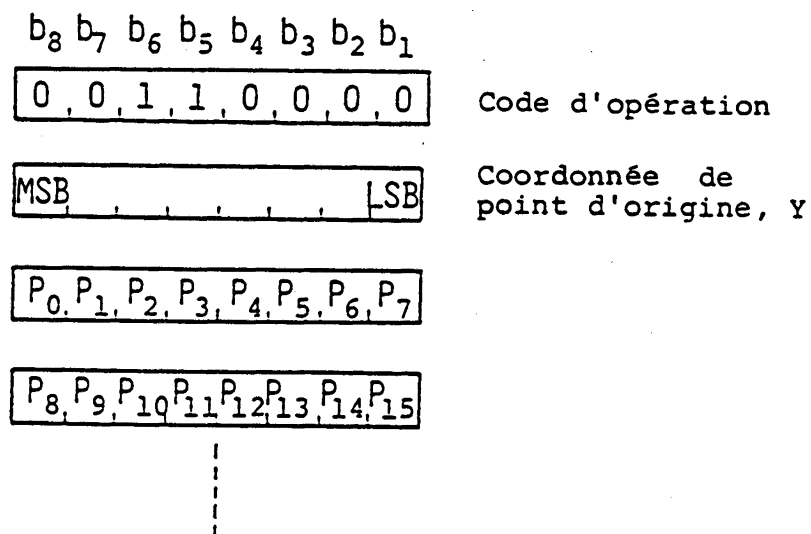 b8 b7 b6 b5 b4 b3 b2 b1
0,0,1,1,0,0,0,0 Code d'opération
MSB LSB Coordonnée de
point d'origine, Y
P0,P1,P2,P3,P4,P5,P6,P7
P8,P9,P10,P11,P12,P13,P14,P15